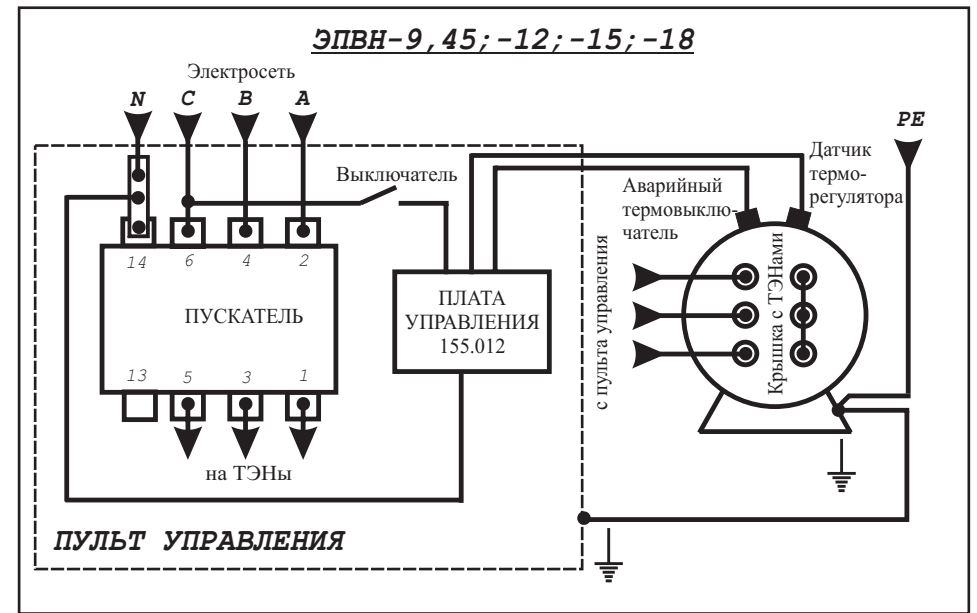 ЭПВН-9,45;-12;-15;-18
Электросеть
N C B A
PE
Выключатель
Датчик
термо-
регулятора
Аварийный
термовыклю-
чатель
14 6 4 2
ПУСКАТЕЛЬ
13 5 3 1
на ТЭНы
ПЛАТА
УПРАВЛЕНИЯ
155.012
с пульта управления
Крышка с ТЭНами
ПУЛЬТ УПРАВЛЕНИЯ